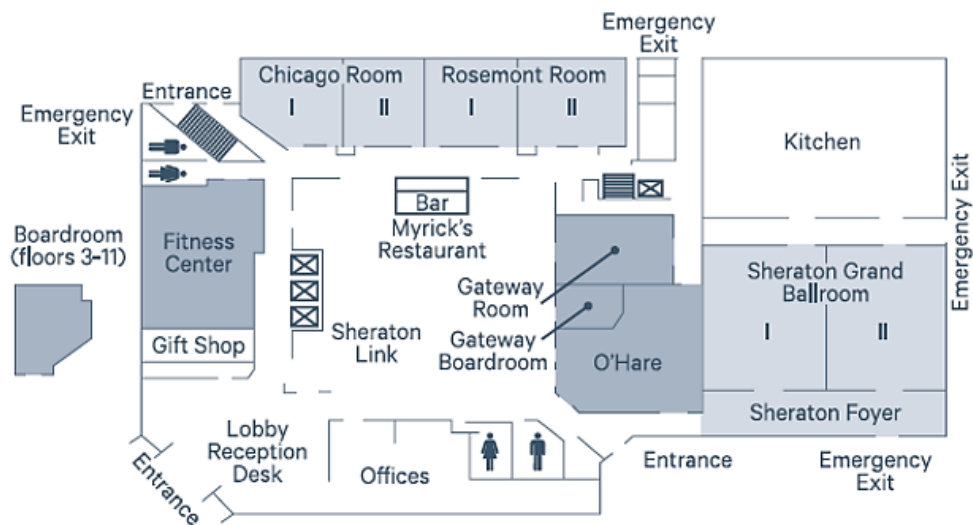 Emergency
Exit
Chicago Room
I
II
Rosemont Room
I
II
Entrance
Emergency
Exit
Kitchen
Emergency Exit
Bar
Myrick's
Restaurant
Boardroom
(floors 3-11)
Fitness
Center
Gateway
Room
Gateway
Boardroom
Sheraton Grand
Ballroom
I
II
Gift Shop
Sheraton
Link
O'Hare
Sheraton Foyer
Lobby
Reception
Desk
Offices
Entrance
Entrance
Emergency
Exit